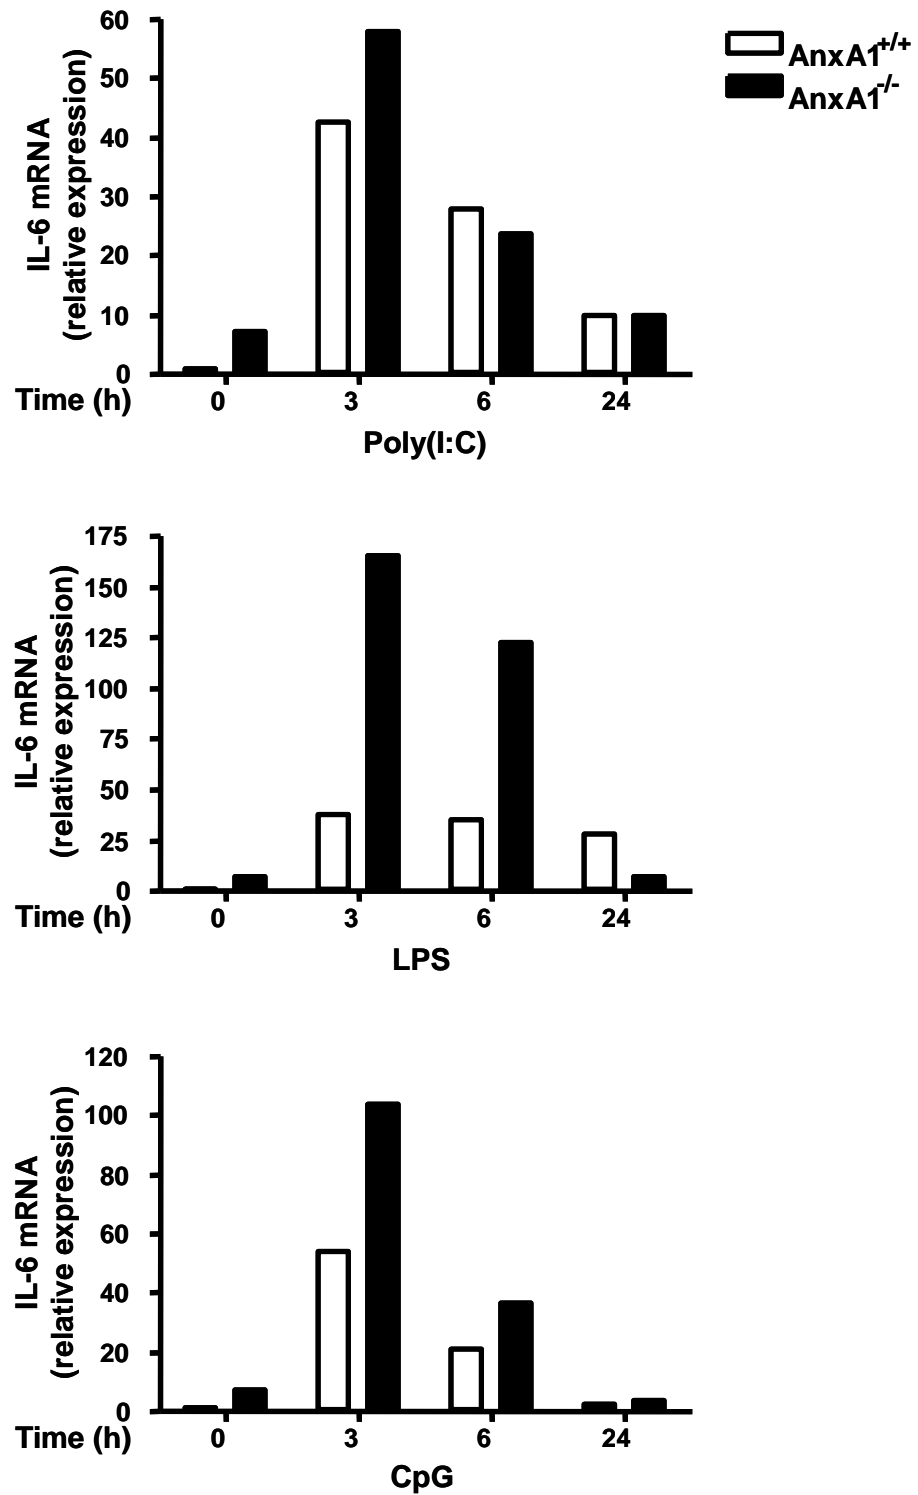 AnxA1+/+
AnxA1-/-
IL-6 mRNA
(relative expression)
60
50
40
30
20
10
0
Time (h) 0 3 6 24
Poly(I:C)
IL-6 mRNA
(relative expression)
175
150
125
100
75
50
25
0
Time (h) 0 3 6 24
LPS
IL-6 mRNA
(relative expression)
120
100
80
60
40
20
0
Time (h) 0 3 6 24
CpG